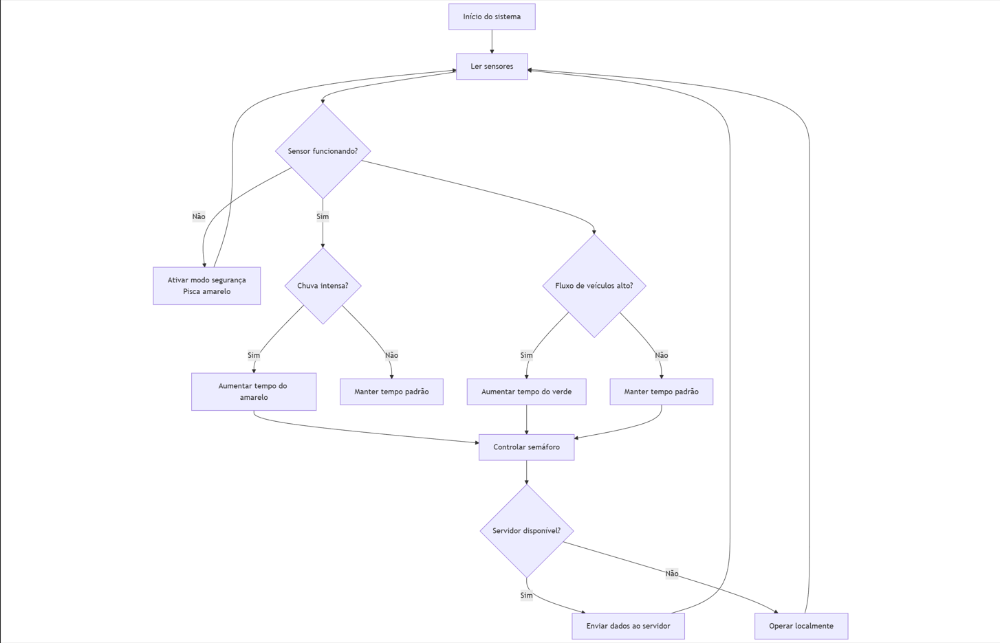 Início do sistema
Ler sensores
Sensor funcionando?
Não
Sim
Ativar modo segurança
Pisca amarelo
Chuva intensa?
Fluxo de veículos alto?
Sim
Não
Sim
Não
Aumentar tempo do
amarelo
Manter tempo padrão
Aumentar tempo do verde
Manter tempo padrão
Controlar semáforo
Servidor disponível?
Não
Sim
Enviar dados ao servidor
Operar localmente